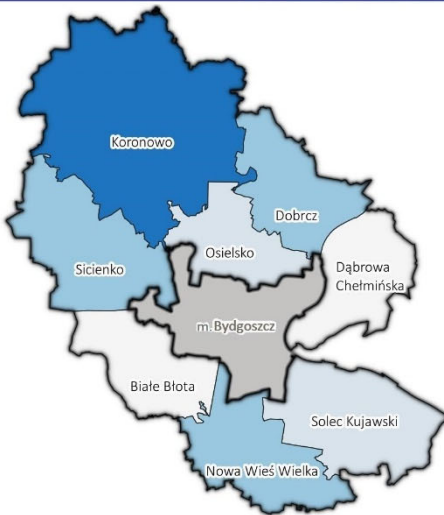 Koronowo
Dobrcz
Osielsko
Sicienko
Dąbrowa
Chełmińska
m.Bydgoszcz
Białe Błota
Solec Kujawski
Nowa Wieś Wielka